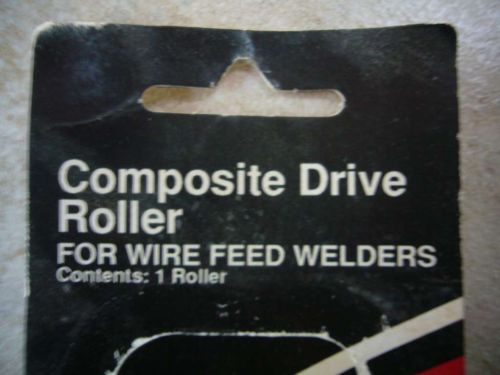 Composite Drive
Roller
FOR WIRE FEED WELDERS
Contents: 1 Roller